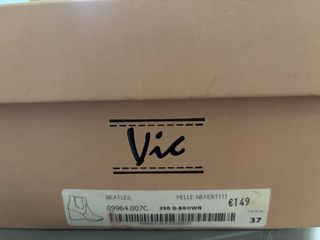 Vic
BEATLES PELLE NEFERTITI €149
09964.007C 350 D.BROWN 37